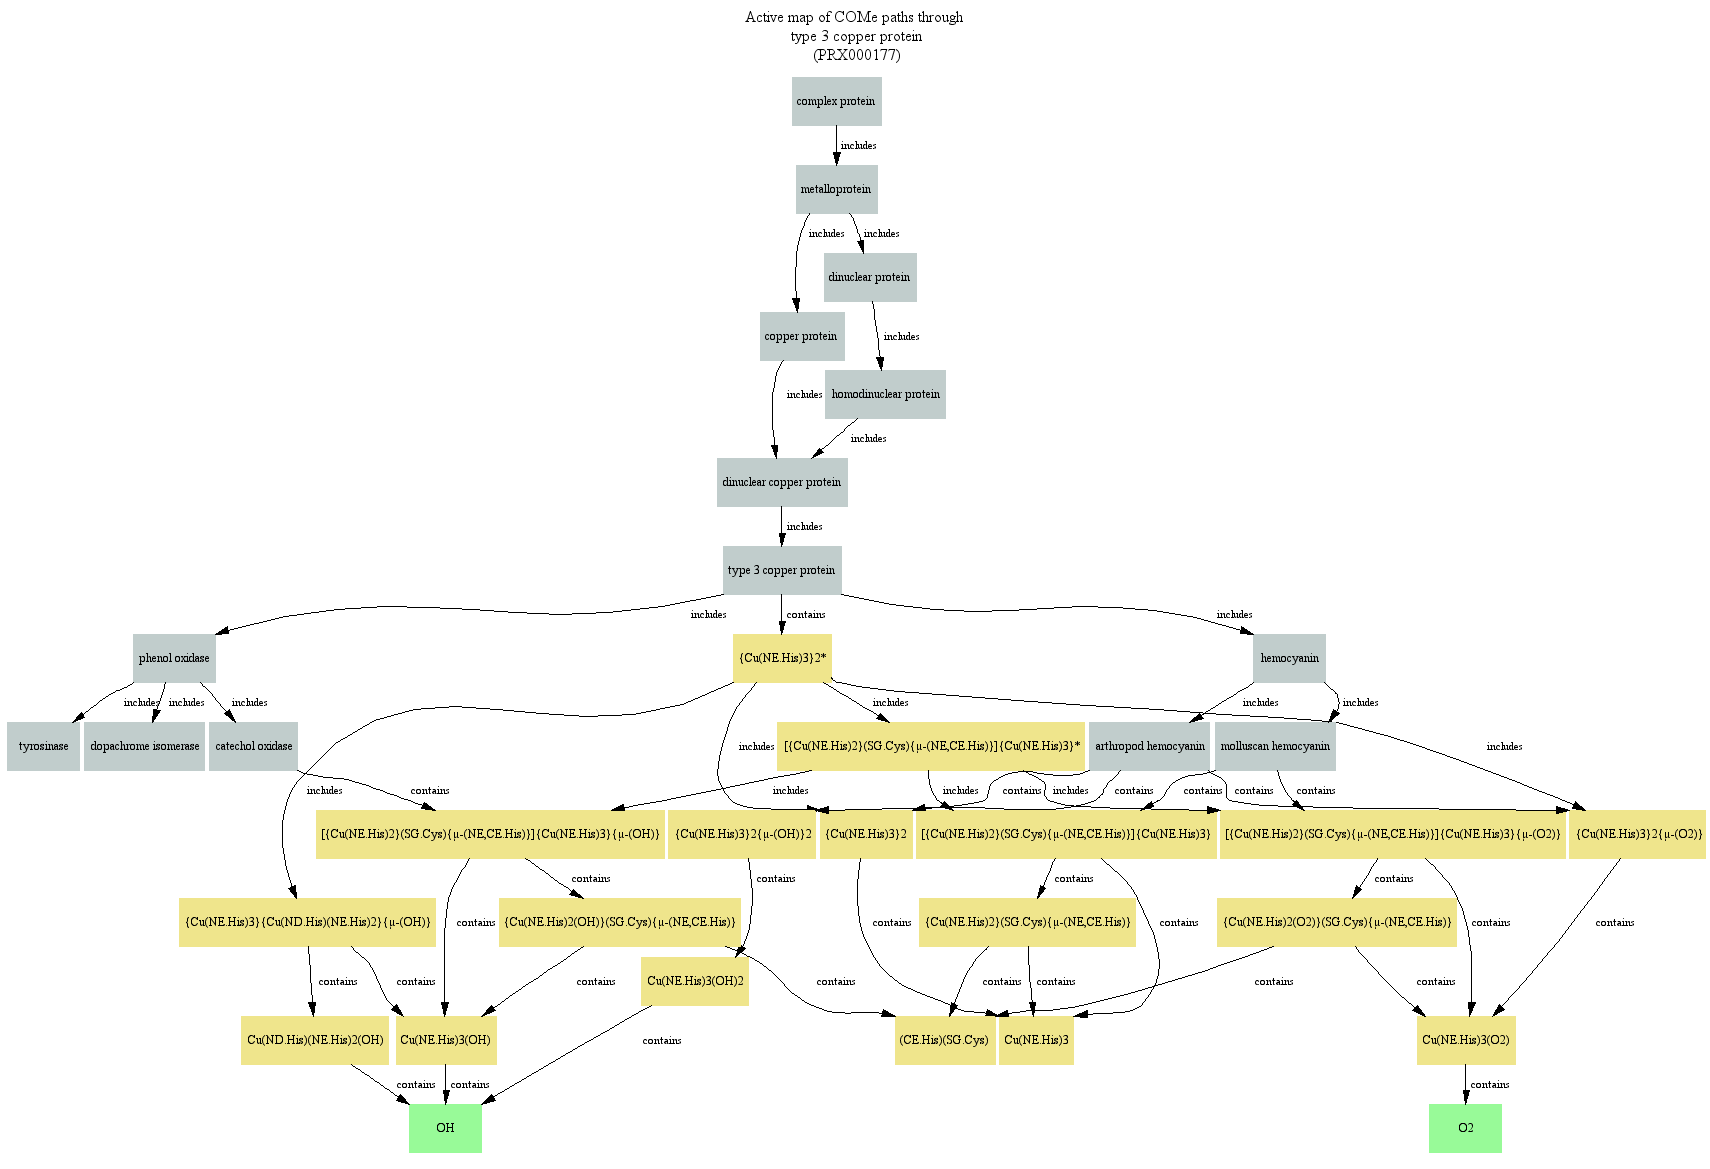 Active map of COMe paths through
type 3 copper protein
(PRX000177)
complex protein
includes
metalloprotein
includes
includes
dinuclear protein
copper protein
includes
includes
homodinuclear protein
includes
dinuclear copper protein
includes
type 3 copper protein
includes
contains
includes
phenol oxidase
{Cu(NE.His)3}2*
hemocyanin
includes
includes
includes
includes
includes
includes
tyrosinase
dopachrome isomerase
catechol oxidase
includes
[{Cu(NE.His)2}(SG.Cys){μ-(NE,CE.His)}]{Cu(NE.His)3}*
arthropod hemocyanin
molluscan hemocyanin
includes
includes
contains
includes
includes
includes
contains
contains
contains
contains
contains
[{Cu(NE.His)2}(SG.Cys){μ-(NE,CE.His)}]{Cu(NE.His)3}{μ-(OH)}
{Cu(NE.His)3}2{μ-(OH)}2
{Cu(NE.His)3}2
[{Cu(NE.His)2}(SG.Cys){μ-(NE,CE.His)}]{Cu(NE.His)3}
[{Cu(NE.His)2}(SG.Cys){μ-(NE,CE.His)}]{Cu(NE.His)3}{μ-(O2)}
{Cu(NE.His)3}2{μ-(O2)}
contains
contains
contains
contains
{Cu(NE.His)3}{Cu(ND.His)(NE.His)2}{μ-(OH)}
contains
{Cu(NE.His)2(OH)}(SG.Cys){μ-(NE,CE.His)}
contains
{Cu(NE.His)2}(SG.Cys){μ-(NE,CE.His)}
contains
{Cu(NE.His)2(O2)}(SG.Cys){μ-(NE,CE.His)}
contains
contains
contains
contains
contains
Cu(NE.His)3(OH)2
contains
contains
contains
contains
contains
Cu(ND.His)(NE.His)2(OH)
Cu(NE.His)3(OH)
contains
(CE.His)(SG.Cys)
Cu(NE.His)3
Cu(NE.His)3(O2)
contains
contains
contains
OH
O2